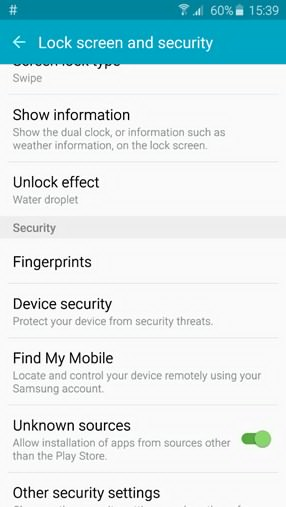 # 60% 15:39
Lock screen and security
Screen lock type
Swipe
Show information
Show the dual clock, or information such as
weather information, on the lock screen.
Unlock effect
Water droplet
Security
Fingerprints
Device security
Protect your device from security threats.
Find My Mobile
Locate and control your device remotely using your
Samsung account.
Unknown sources
Allow installation of apps from sources other
than the Play Store.
Other security settings